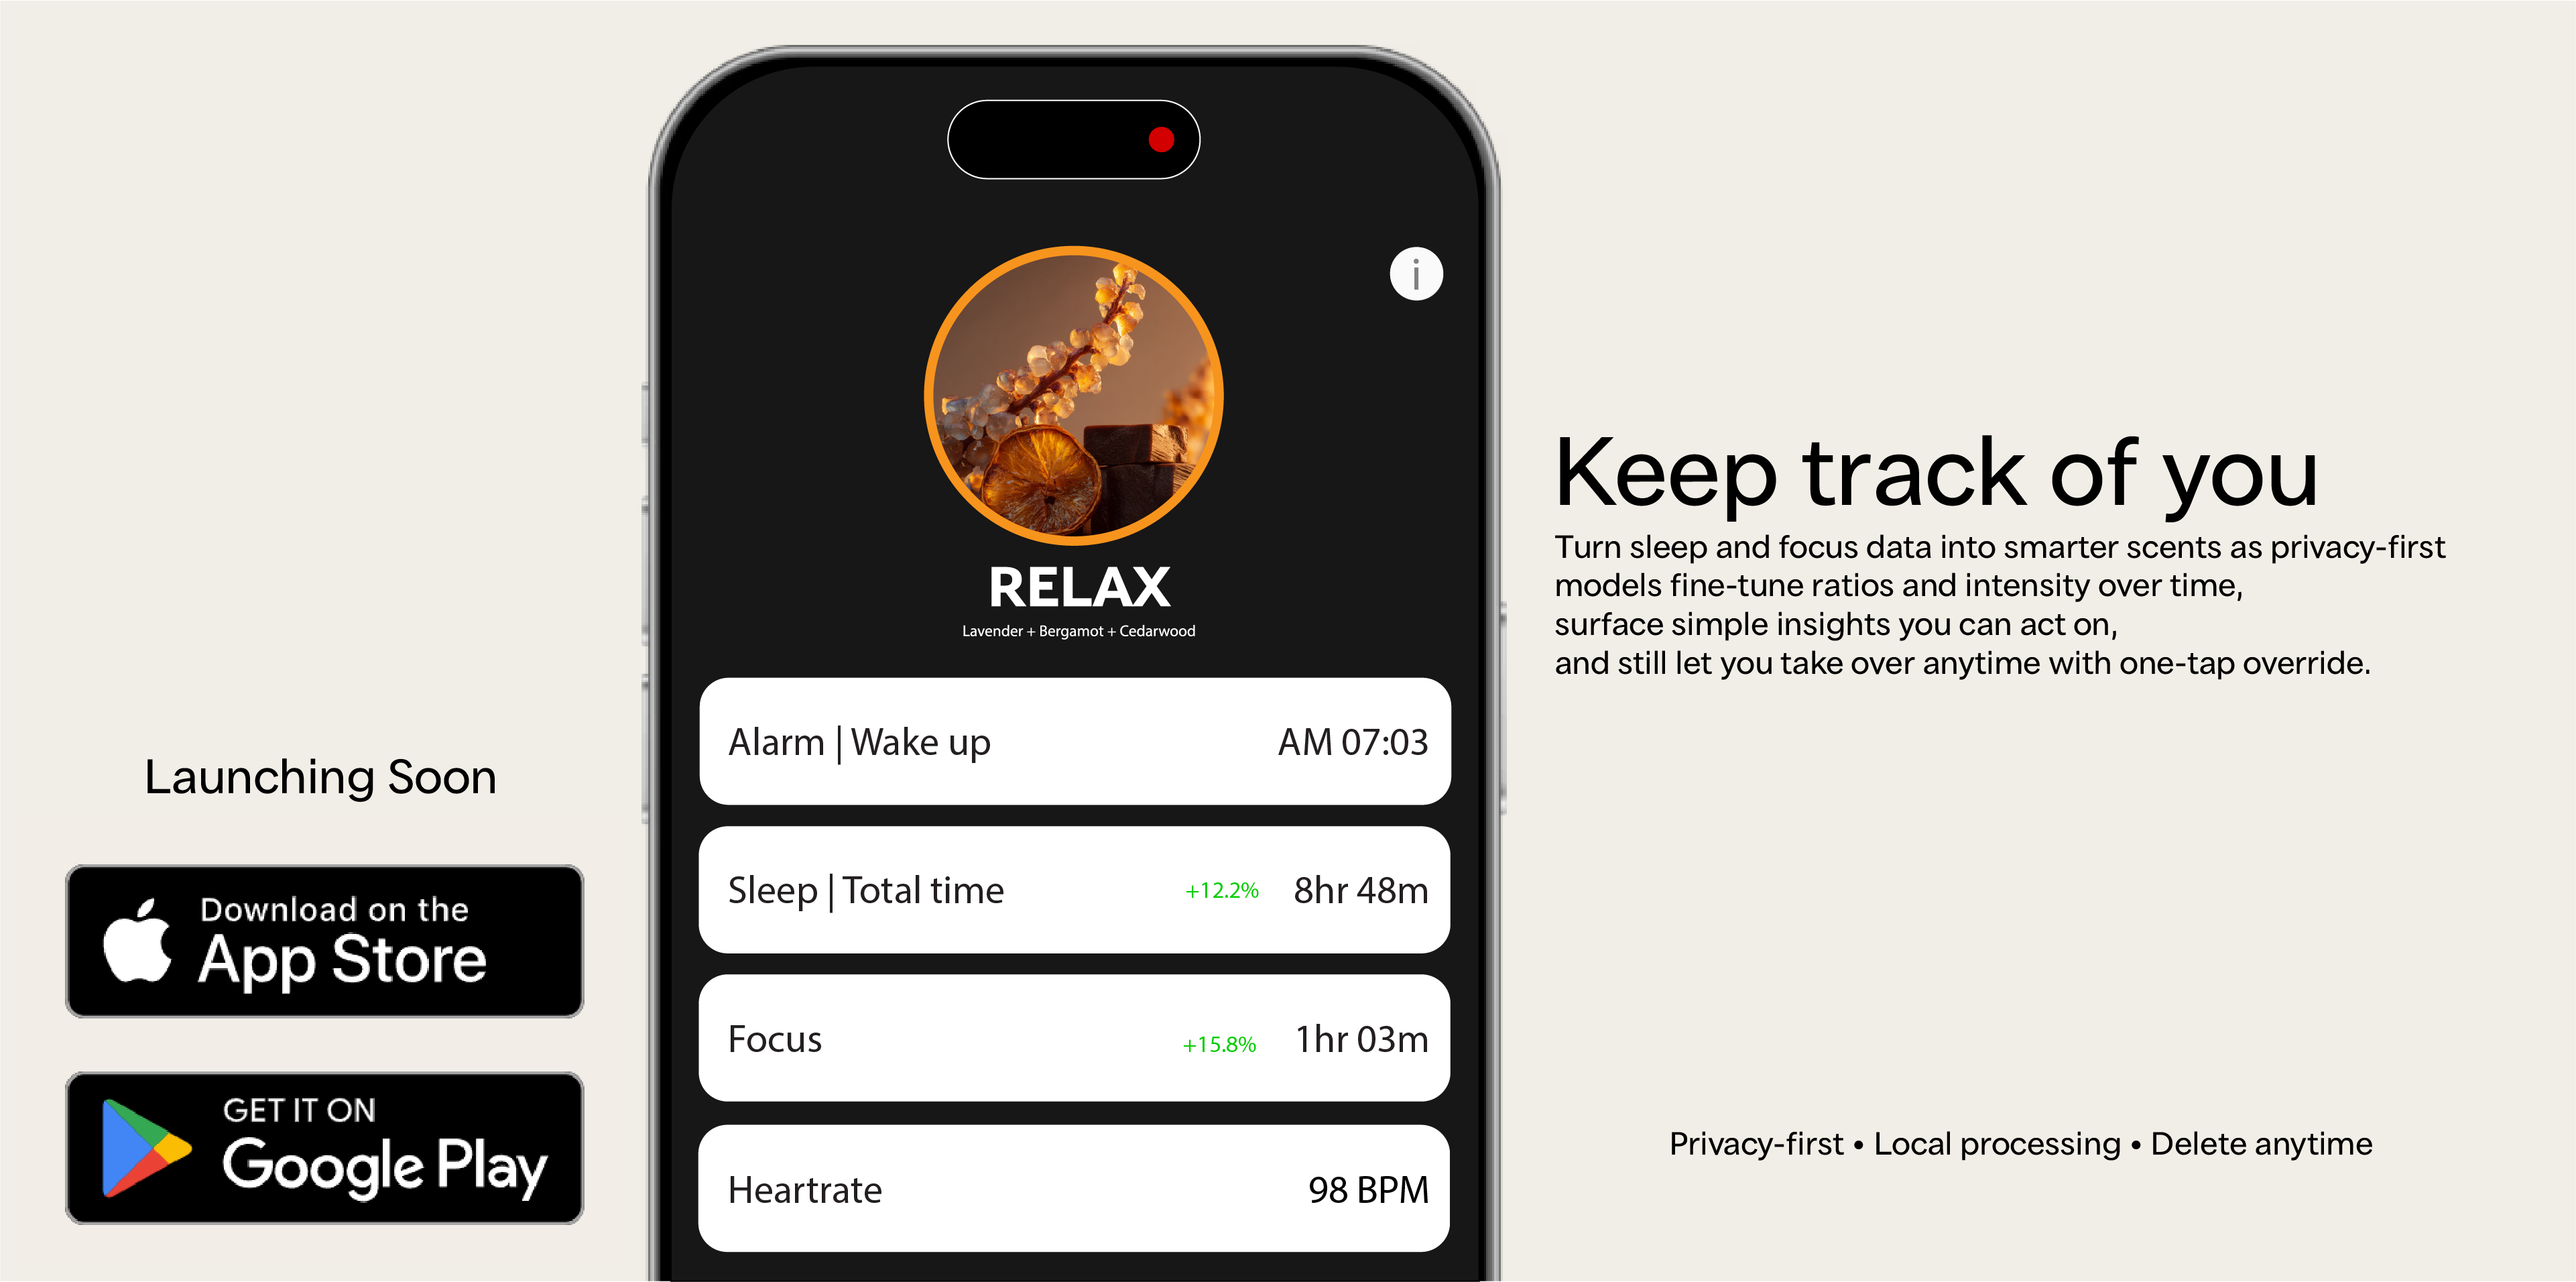 Launching Soon
Download on the
App Store
GET IT ON
Google Play
i
RELAX
Lavender + Bergamot + Cedarwood
Alarm | Wake up AM 07:03
Sleep | Total time +12.2% 8hr 48m
Focus +15.8% 1hr 03m
Heartrate 98 BPM
Keep track of you
Turn sleep and focus data into smarter scents as privacy-first
models fine-tune ratios and intensity over time,
surface simple insights you can act on,
and still let you take over anytime with one-tap override.
Privacy-first • Local processing • Delete anytime